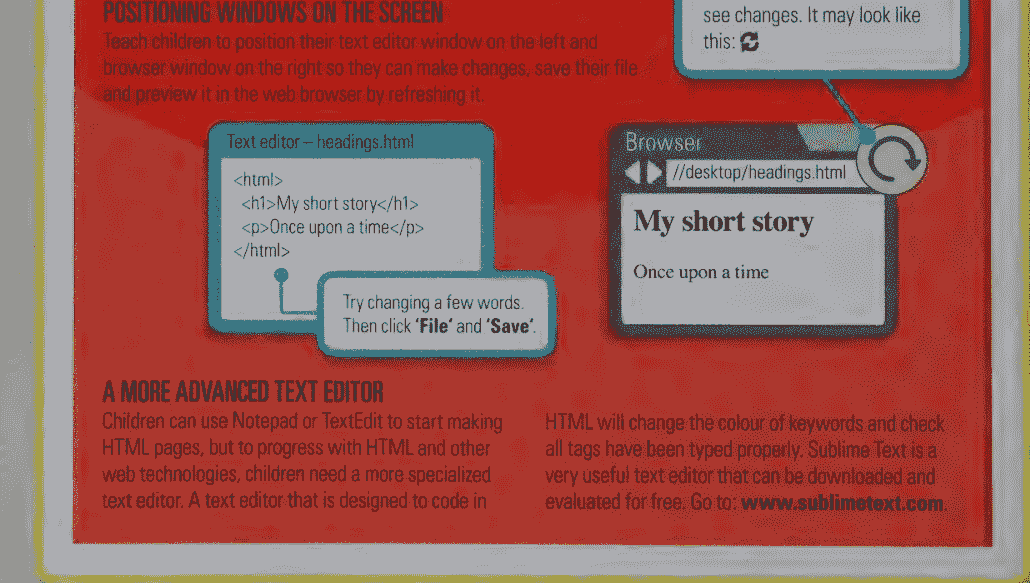 POSITIONING WINDOWS ON THE SCREEN
Teach children to position their text editor window on the left and
browser window on the right so they can make changes, save their file
and preview it in the web browser by refreshing it.
see changes. It may look like
this:
Text editor – headings.html
<html>
<h1>My short story</h1>
<p>Once upon a time</p>
</html>
Try changing a few words.
Then click 'File' and 'Save'.
Browser
//desktop/headings.html
My short story
Once upon a time
A MORE ADVANCED TEXT EDITOR
Children can use Notepad or TextEdit to start making
HTML pages, but to progress with HTML and other
web technologies, children need a more specialized
text editor. A text editor that is designed to code in
HTML will change the colour of keywords and check
all tags have been typed properly. Sublime Text is a
very useful text editor that can be downloaded and
evaluated for free. Go to: www.sublimetext.com.